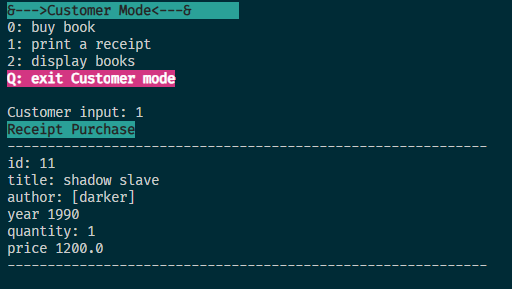 &--->Customer Mode<---&
0: buy book
1: print a receipt
2: display books
Q: exit Customer mode
Customer input: 1
Receipt Purchase
------------------------------------------------------------
id: 11
title: shadow slave
author: [darker]
year 1990
quantity: 1
price 1200.0
------------------------------------------------------------